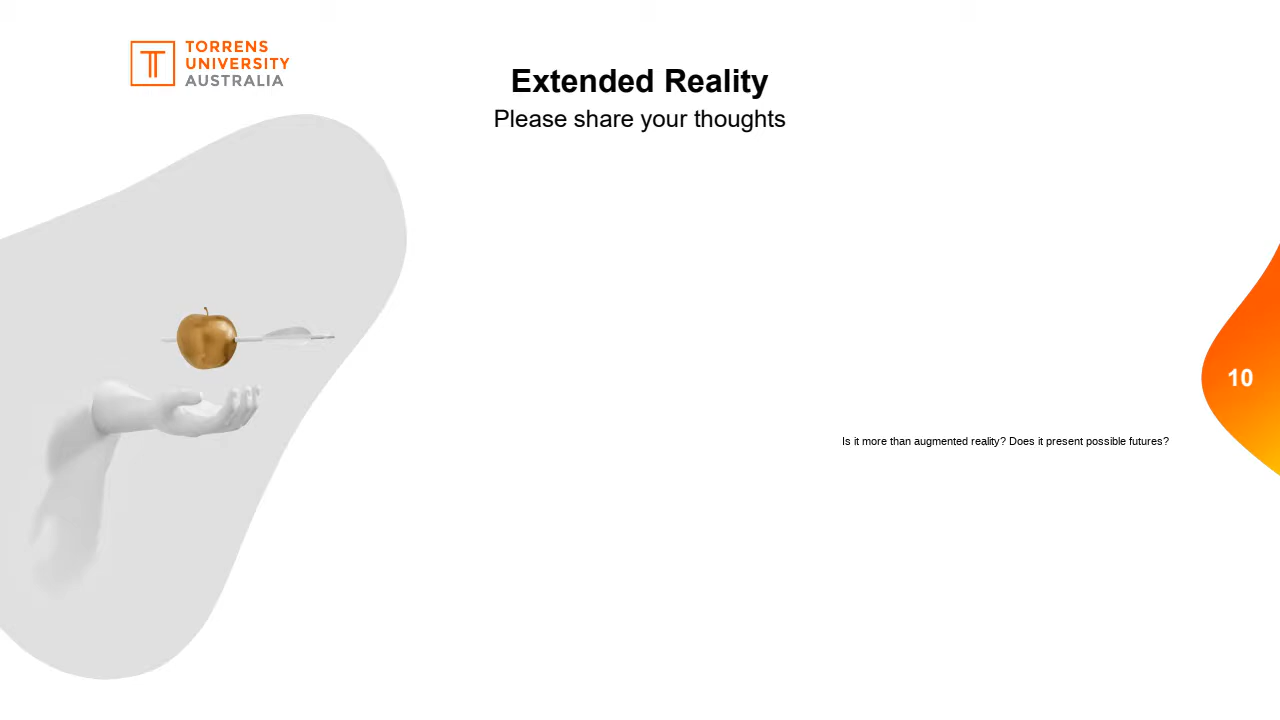 TORRENS
UNIVERSITY
AUSTRALIA
Extended Reality
Please share your thoughts
10
Is it more than augmented reality? Does it present possible futures?